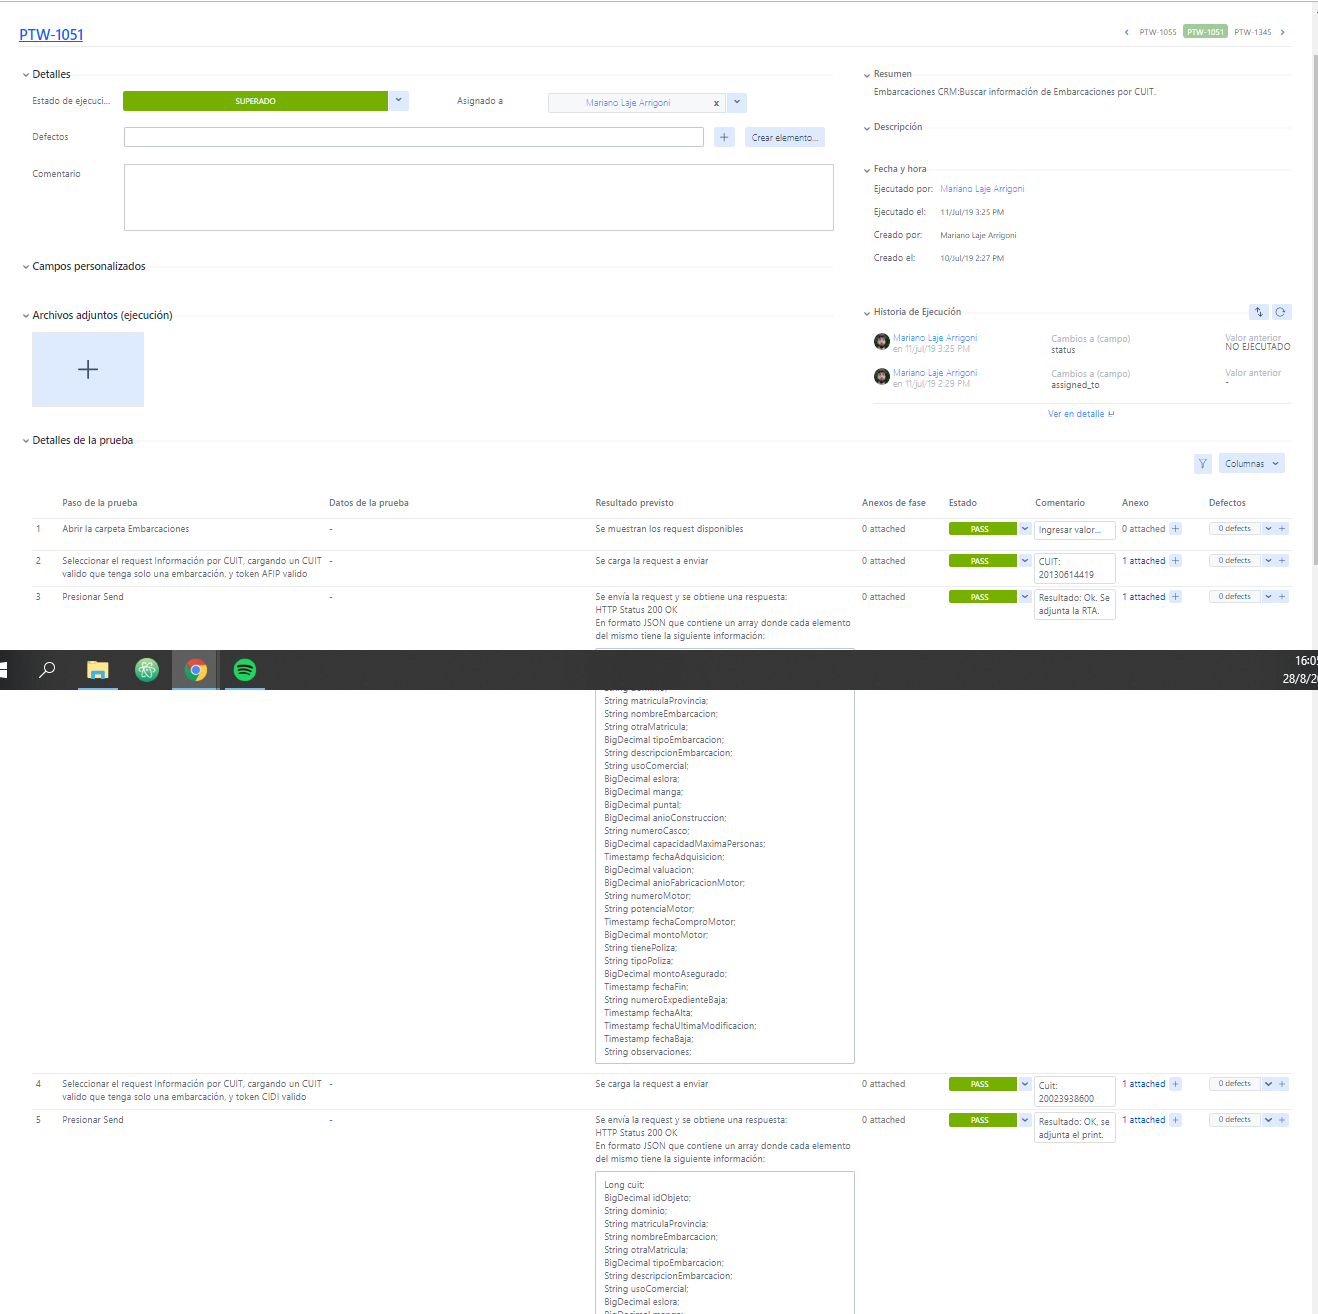 PTW-1051
PTW-1055 PTW-1051 PTW-1345
Detalles
Estado de ejecuci... SUPERADO Asignado a Mariano Laje Arrigoni x
Defectos Crear elemento...
Comentario
Campos personalizados
Archivos adjuntos (ejecución)
Resumen
Embarcaciones CRM:Buscar información de Embarcaciones por CUIT.
Descripción
Fecha y hora
Ejecutado por: Mariano Laje Arrigoni
Ejecutado el: 11/Jul/19 3:25 PM
Creado por: Mariano Laje Arrigoni
Creado el: 10/Jul/19 2:27 PM
Historia de Ejecución
Mariano Laje Arrigoni Cambios a (campo) Valor anterior
en 11/Jul/19 3:25 PM status NO EJECUTADO
Mariano Laje Arrigoni Cambios a (campo) Valor anterior
en 11/Jul/19 2:29 PM assigned_to -
Ver en detalle
Detalles de la prueba
Columnas
Paso de la prueba Datos de la prueba Resultado previsto Anexos de fase Estado Comentario Anexo Defectos
1 Abrir la carpeta Embarcaciones - Se muestran los request disponibles 0 attached PASS Ingresar valor... 0 attached + 0 defects +
2 Seleccionar el request Información por CUIT, cargando un CUIT - Se carga la request a enviar 0 attached PASS CUIT: 1 attached + 0 defects +
valido que tenga solo una embarcación, y token AFIP valido 20130614419
3 Presionar Send - Se envía la request y se obtiene una respuesta: 0 attached PASS Resultado: Ok. Se 1 attached + 0 defects +
HTTP Status 200 OK adjunta la RTA.
En formato JSON que contiene un array donde cada elemento
del mismo tiene la siguiente información:
16:05
28/8/20
String dominio;
String matriculaProvincia;
String nombreEmbarcacion;
String otraMatricula;
BigDecimal tipoEmbarcacion;
String descripcionEmbarcacion;
String usoComercial;
BigDecimal eslora;
BigDecimal manga;
BigDecimal puntal;
BigDecimal anioConstruccion;
String numeroCasco;
BigDecimal capacidadMaximaPersonas;
Timestamp fechaAdquisicion;
BigDecimal valuacion;
BigDecimal anioFabricacionMotor;
String numeroMotor;
String potenciaMotor;
Timestamp fechaComproMotor;
BigDecimal montoMotor;
String tienePoliza;
String tipoPoliza;
BigDecimal montoAsegurado;
Timestamp fechaFin;
String numeroExpedienteBaja;
Timestamp fechaAlta;
Timestamp fechaUltimaModificacion;
Timestamp fechaBaja;
String observaciones;
4 Seleccionar el request Información por CUIT, cargando un CUIT - Se carga la request a enviar 0 attached PASS Cuit: 1 attached + 0 defects +
valido que tenga solo una embarcación, y token CIDI valido 20023938600
5 Presionar Send - Se envía la request y se obtiene una respuesta: 0 attached PASS Resultado: OK, se 1 attached + 0 defects +
HTTP Status 200 OK adjunta el print.
En formato JSON que contiene un array donde cada elemento
del mismo tiene la siguiente información:
Long cuit;
BigDecimal idObjeto;
String dominio;
String matriculaProvincia;
String nombreEmbarcacion;
String otraMatricula;
BigDecimal tipoEmbarcacion;
String descripcionEmbarcacion;
String usoComercial;
BigDecimal eslora;
BigDecimal manga;